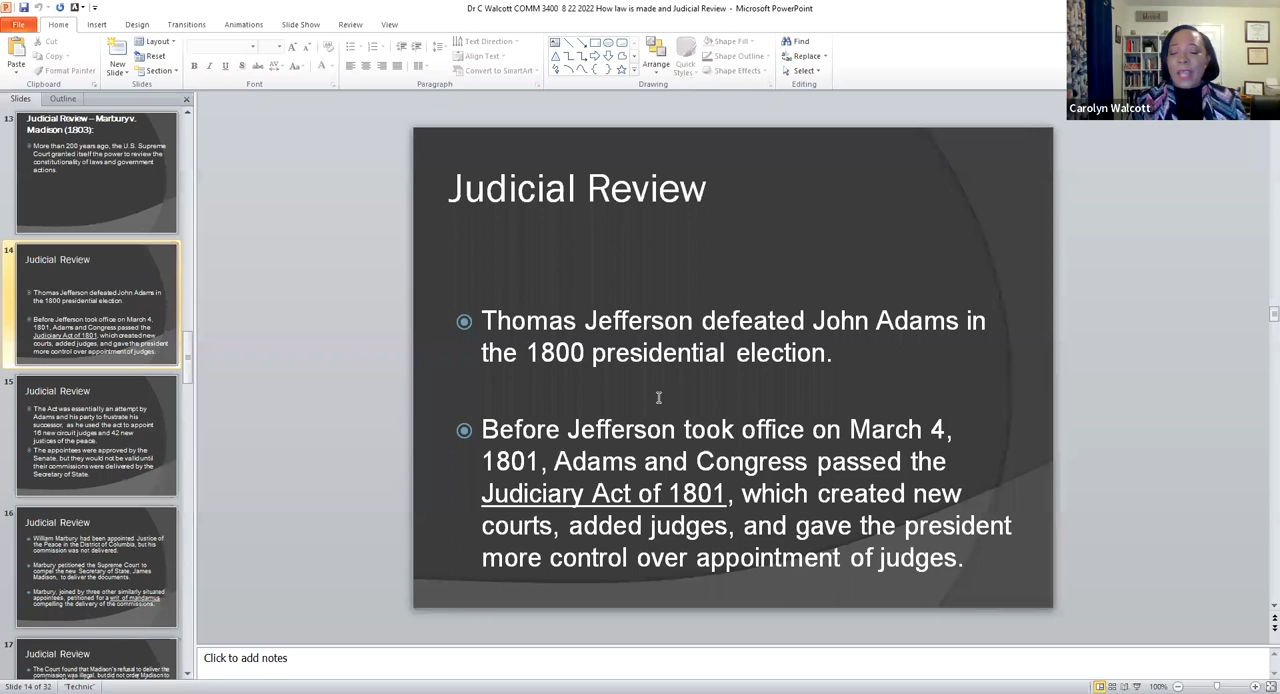 Dr C Walcott COMM 3400 8 22 2022 How law is made and Judicial Review - Microsoft PowerPoint
File Home Insert Design Transitions Animations Slide Show Review View
Paste
Cut
Copy
Format Painter
Clipboard
New
Slide
Layout
Reset
Section
Slides
Font
Paragraph
Text Direction
Align Text
Convert to SmartArt
Arrange
Quick
Styles
Shape Fill
Shape Outline
Shape Effects
Drawing
Find
Replace
Select
Editing
Carolyn Walcott
Slides Outline
13
Judicial Review – Marbury v.
Madison (1803):
More than 200 years ago, the U.S. Supreme
Court granted itself the power to review the
constitutionality of laws and government
actions.
14
Judicial Review
Thomas Jefferson defeated John Adams in
the 1800 presidential election.
Before Jefferson took office on March 4,
1801, Adams and Congress passed the
Judiciary Act of 1801, which created new
courts, added judges, and gave the president
more control over appointment of judges.
15
Judicial Review
The Act was essentially an attempt by
Adams and his party to frustrate his
successor, as he used the act to appoint
16 new circuit judges and 42 new
justices of the peace.
The appointees were approved by the
Senate, but they would not be valid until
their commissions were delivered by the
Secretary of State.
16
Judicial Review
William Marbury had been appointed Justice of
the Peace in the District of Columbia, but his
commission was not delivered.
Marbury petitioned the Supreme Court to
compel the new Secretary of State, James
Madison, to deliver the documents.
Marbury, joined by three other similarly situated
appointees, petitioned for a writ of mandamus
compelling the delivery of the commissions.
17
Judicial Review
The Court found that Madison's refusal to deliver the
commission was illegal, but did not order Madison to
Judicial Review
Thomas Jefferson defeated John Adams in
the 1800 presidential election.
Before Jefferson took office on March 4,
1801, Adams and Congress passed the
Judiciary Act of 1801, which created new
courts, added judges, and gave the president
more control over appointment of judges.
Click to add notes
Slide 14 of 32 "Technic" 100%